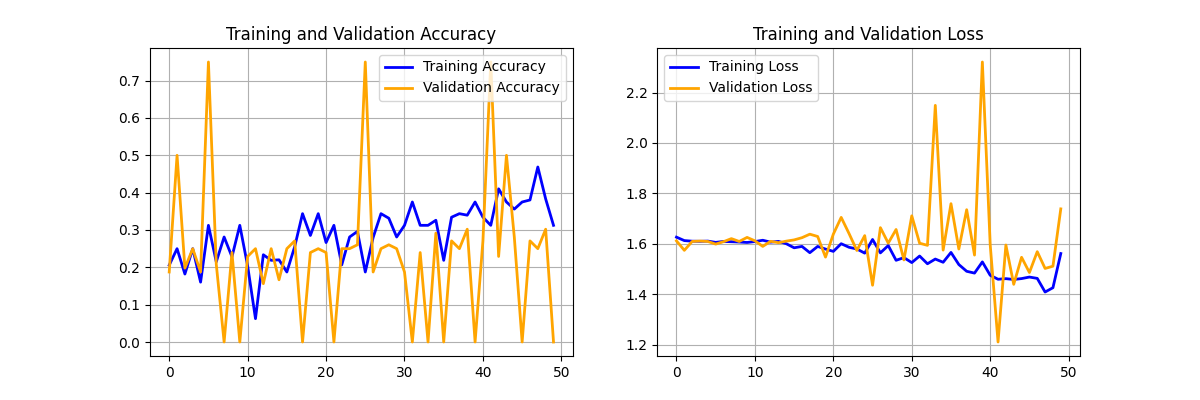 Training and Validation Accuracy
Training Accuracy
Validation Accuracy
0.7
0.6
0.5
0.4
0.3
0.2
0.1
0.0
0 10 20 30 40 50
Training and Validation Loss
Training Loss
Validation Loss
2.2
2.0
1.8
1.6
1.4
1.2
0 10 20 30 40 50